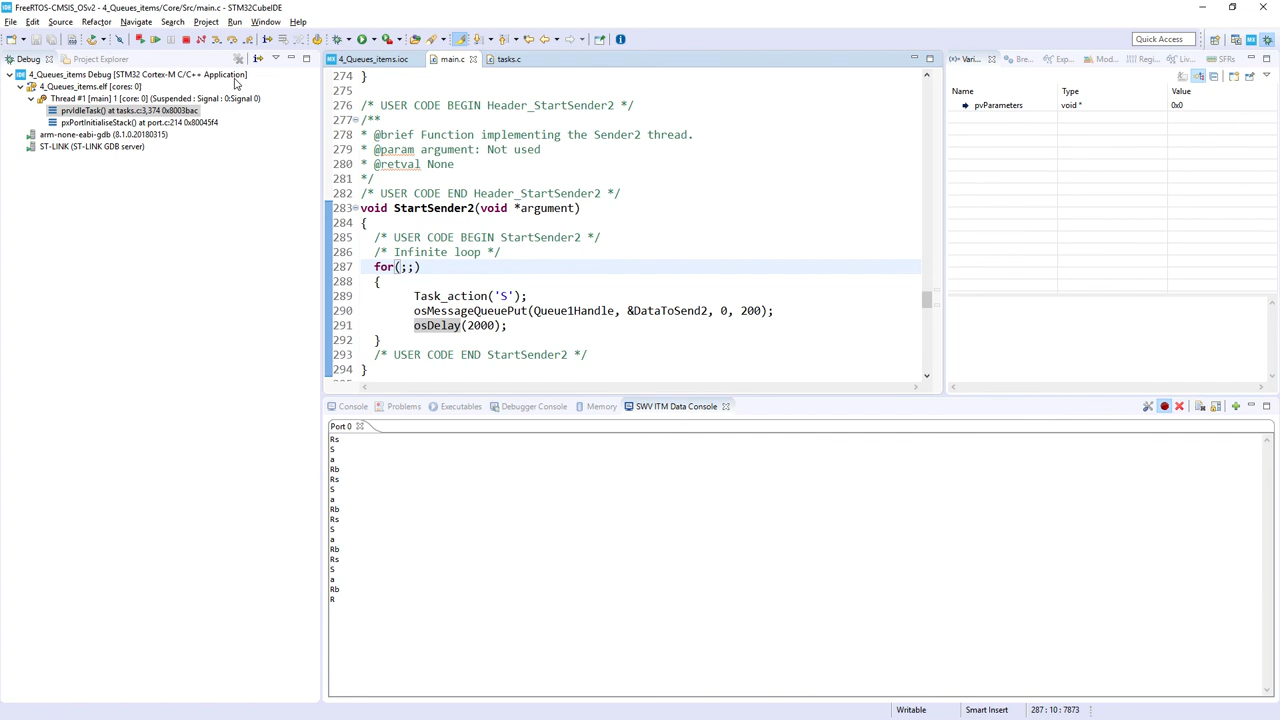 FreeRTOS-CMSIS_OSv2 - 4_Queues_items/Core/Src/main.c - STM32CubeIDE
File Edit Source Refactor Navigate Search Project Run Window Help
Quick Access
Debug Project Explorer
4_Queues_items Debug [STM32 Cortex-M C/C++ Application]
4_Queues_items.elf [cores: 0]
Thread #1 [main] 1 [core: 0] (Suspended : Signal : 0:Signal 0)
prvIdleTask() at tasks.c:3,374 0x8003bac
pxPortInitialiseStack() at port.c:214 0x80045f4
arm-none-eabi-gdb (8.1.0.20180315)
ST-LINK (ST-LINK GDB server)
4_Queues_items.ioc main.c tasks.c
274 }
275
276 /* USER CODE BEGIN Header_StartSender2 */
277 /**
278 * @brief Function implementing the Sender2 thread.
279 * @param argument: Not used
280 * @retval None
281 */
282 /* USER CODE END Header_StartSender2 */
283 void StartSender2(void *argument)
284 {
285 /* USER CODE BEGIN StartSender2 */
286 /* Infinite loop */
287 for(;;)
288 {
289 Task_action('S');
290 osMessageQueuePut(Queue1Handle, &DataToSend2, 0, 200);
291 osDelay(2000);
292 }
293 /* USER CODE END StartSender2 */
294 }
Vari... Bre... Exp... Mod... Regi... Live... SFRs
Name Type Value
pvParameters void * 0x0
Console Problems Executables Debugger Console Memory SWV ITM Data Console
Port 0
Rs
S
a
Rb
Rs
S
a
Rb
Rs
S
a
Rb
Rs
S
a
Rb
R
Writable Smart Insert 287 : 10 : 7873